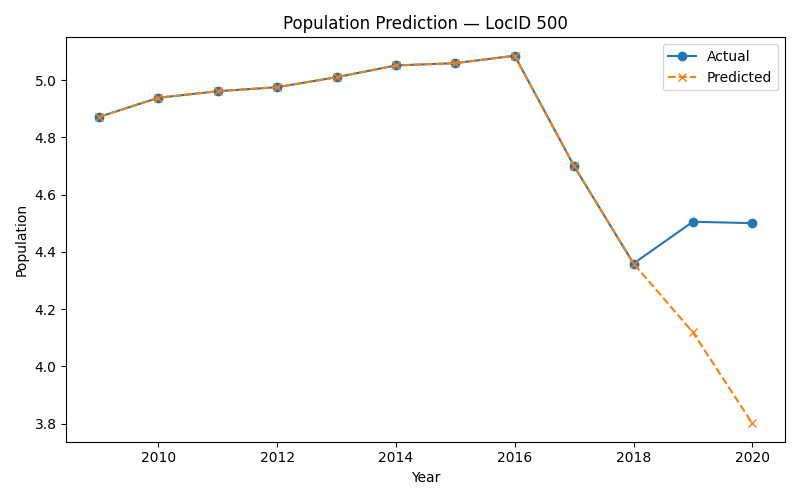 Population Prediction — LocID 500
Actual
Predicted
5.0
4.8
4.6
4.4
4.2
4.0
3.8
Population
2010 2012 2014 2016 2018 2020
Year